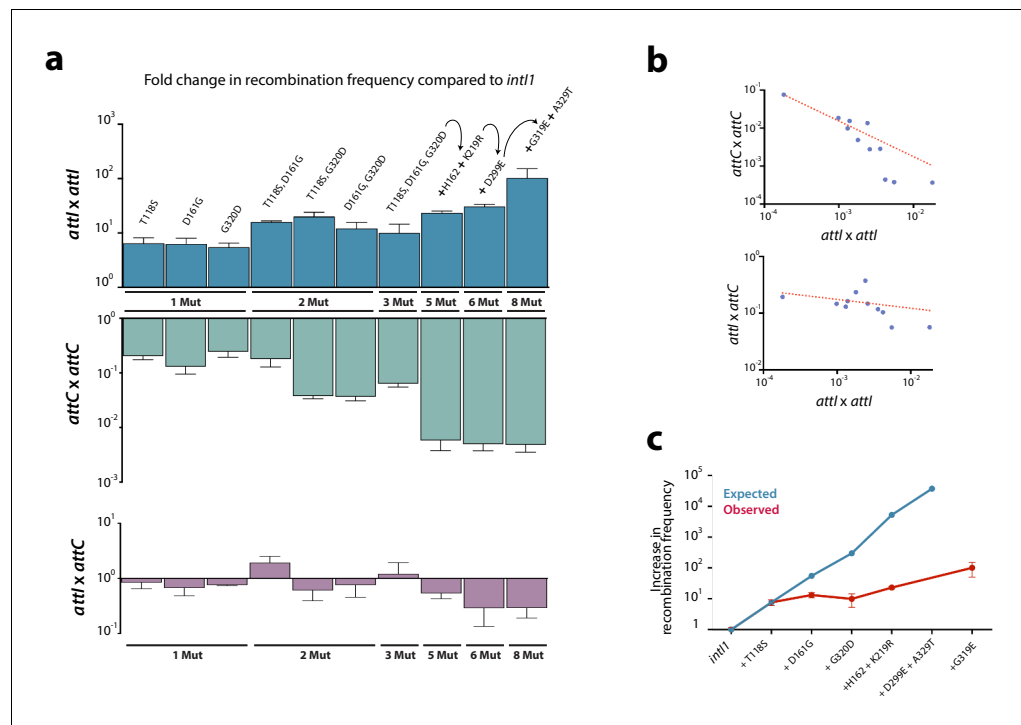 a
Fold change in recombination frequency compared to intI1
attI x attI
10³
10²
10¹
10⁰
T118S
D161G
G320D
T118S, D161G
T118S, G320D
D161G, G320D
T118S, D161G, G320D
+H162 + K219R
+ D299E
+G319E + A329T
1 Mut
2 Mut
3 Mut
5 Mut
6 Mut
8 Mut
attC x attC
10⁰
10⁻¹
10⁻²
10⁻³
attI x attC
10¹
10⁰
10⁻¹
1 Mut
2 Mut
3 Mut
5 Mut
6 Mut
8 Mut
b
attC x attC
10⁻¹
10⁻²
10⁻³
10⁻⁴
10⁻⁴
10⁻³
10⁻²
attI x attI
attI x attC
10⁰
10⁻¹
10⁻²
10⁻⁴
10⁻³
10⁻²
attI x attI
c
Increase in
recombination frequency
10⁵
10⁴
10³
10²
10¹
1
Expected
Observed
intI1
+ T118S
+ D161G
+ G320D
+H162 + K219R
+ D299E + A329T
+G319E